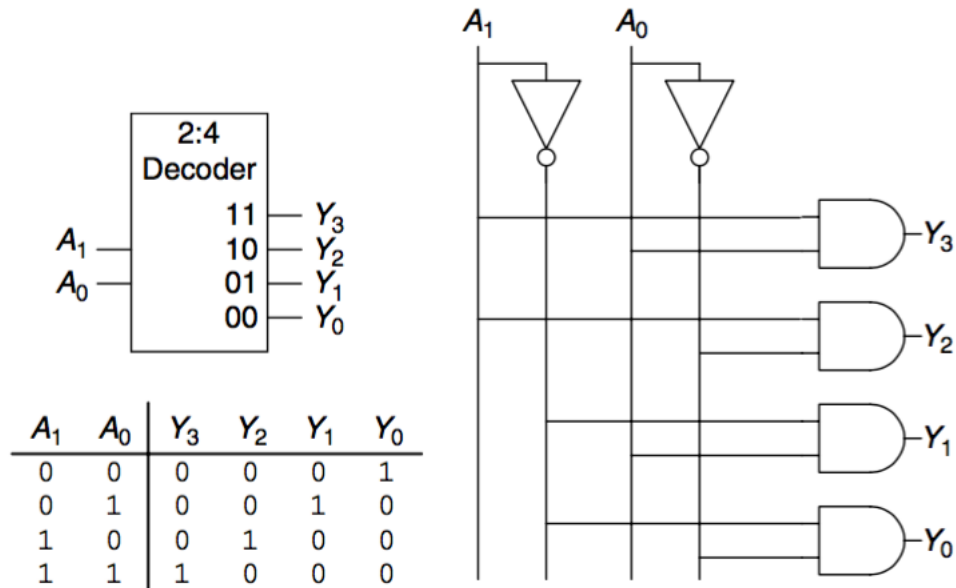 2:4
Decoder
11 Y3
A1 10 Y2
A0 01 Y1
00 Y0
A1 A0 Y3 Y2 Y1 Y0
0 0 0 0 0 1
0 1 0 0 1 0
1 0 0 1 0 0
1 1 1 0 0 0
A1 A0
Y3
Y2
Y1
Y0